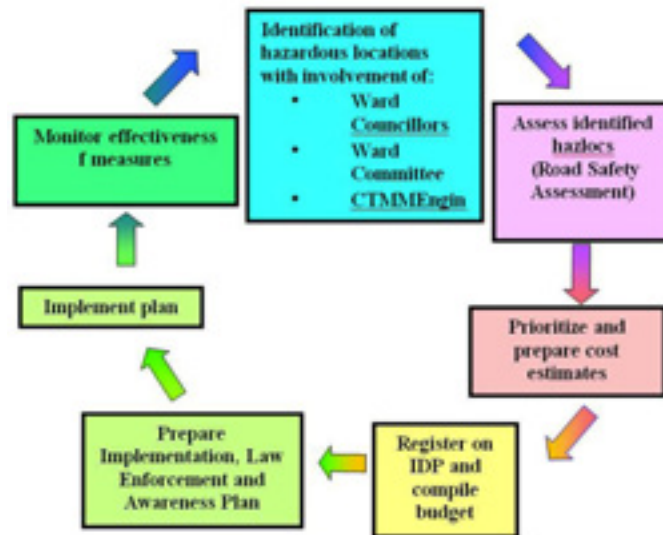 Identification of
hazardous locations
with involvement of:
• Ward
Councillors
• Ward
Committee
• CTMMEngin
Assess identified
hazlocs
(Road Safety
Assessment)
Prioritize and
prepare cost
estimates
Register on
IDP and
compile
budget
Prepare
Implementation, Law
Enforcement and
Awareness Plan
Implement plan
Monitor effectiveness
f measures